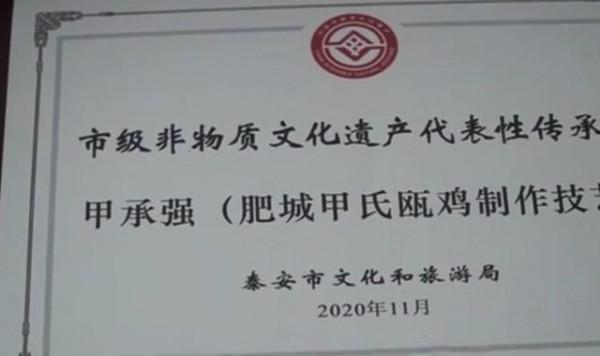 市级非物质文化遗产代表性传承
甲承强（肥城甲氏瓯鸡制作技
泰安市文化和旅游局
2020年11月